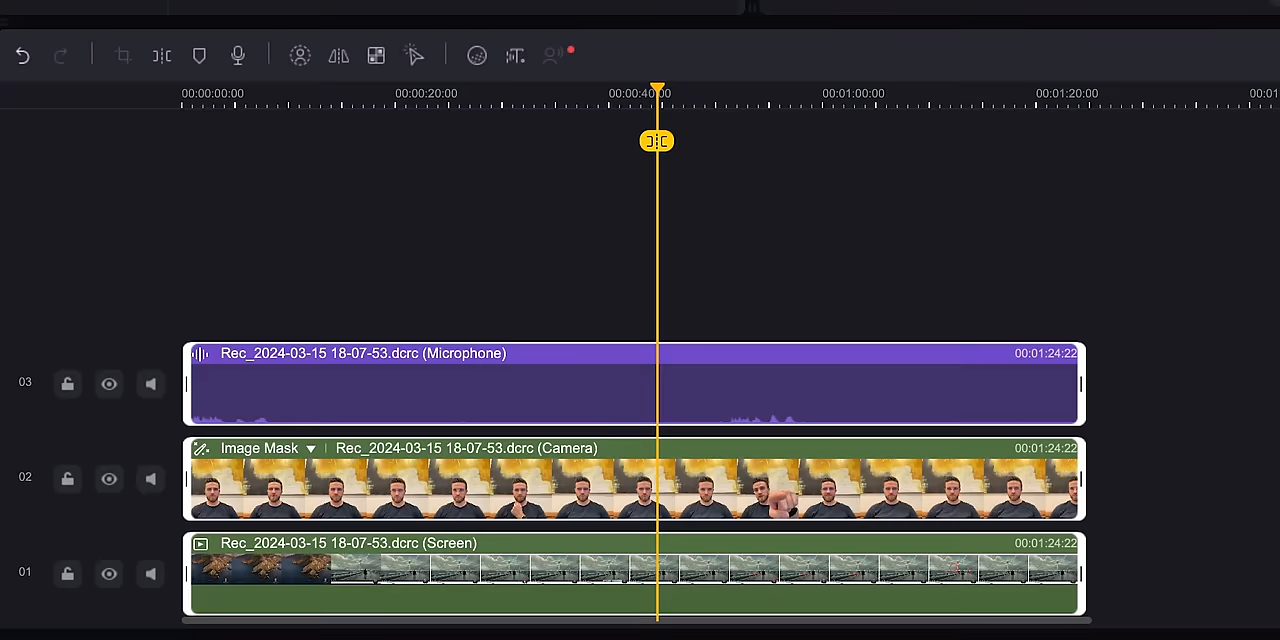 00:00:00:00 00:00:20:00 00:00:40:00 00:01:00:00 00:01:20:00 00:01
03 Rec_2024-03-15 18-07-53.dcrc (Microphone) 00:01:24:22
02 Image Mask Rec_2024-03-15 18-07-53.dcrc (Camera) 00:01:24:22
01 Rec_2024-03-15 18-07-53.dcrc (Screen) 00:01:24:22